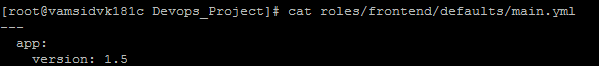 [root@vamsidvk181c Devops_Project]# cat roles/frontend/defaults/main.yml
---
  app:
    version: 1.5